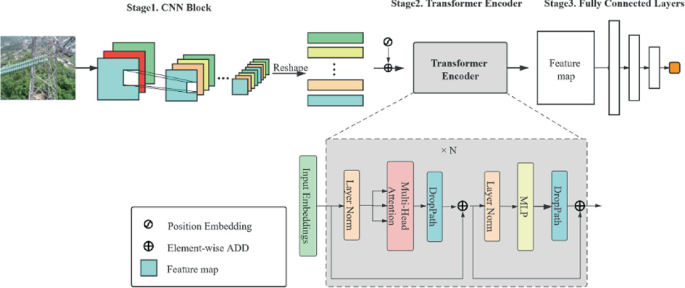 Stage1. CNN Block
Stage2. Transformer Encoder
Stage3. Fully Connected Layers
Reshape
Transformer
Encoder
Feature
map
× N
Input Embeddings
Layer Norm
Multi-Head
Attention
DropPath
Layer Norm
MLP
DropPath
Position Embedding
Element-wise ADD
Feature map